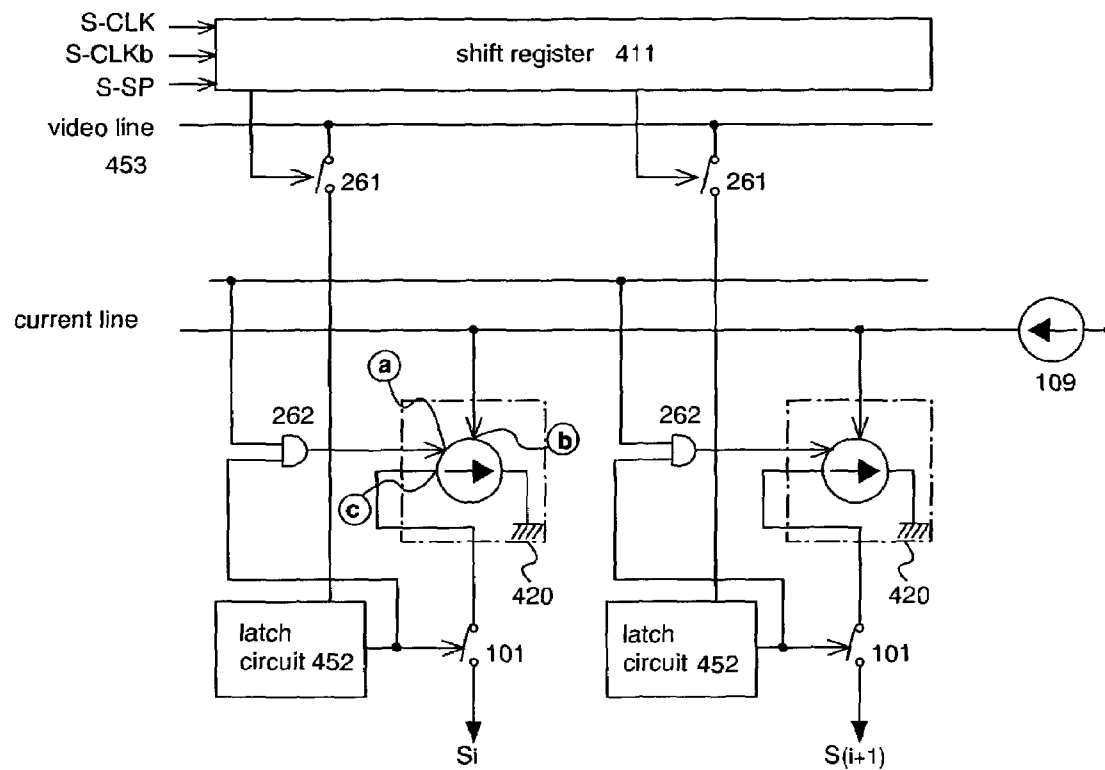 S-CLK
S-CLKb
S-SP
shift register 411
video line
453
261
261
current line
109
a
262
b
c
262
420
420
latch
circuit 452
101
latch
circuit 452
101
Si
S(i+1)